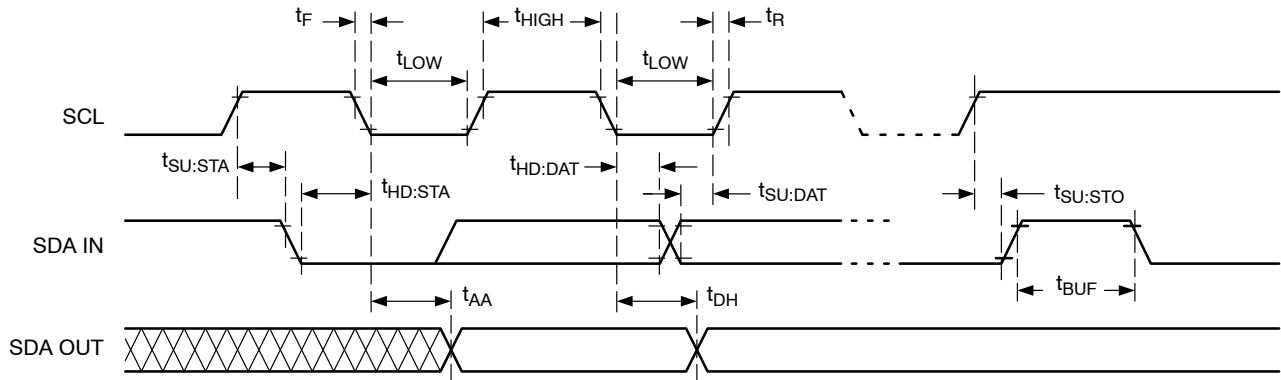 tF
tHIGH
tR
tLOW
tLOW
SCL
tSU:STA
tHD:STA
tHD:DAT
tSU:DAT
tSU:STO
SDA IN
tAA
tDH
tBUF
SDA OUT